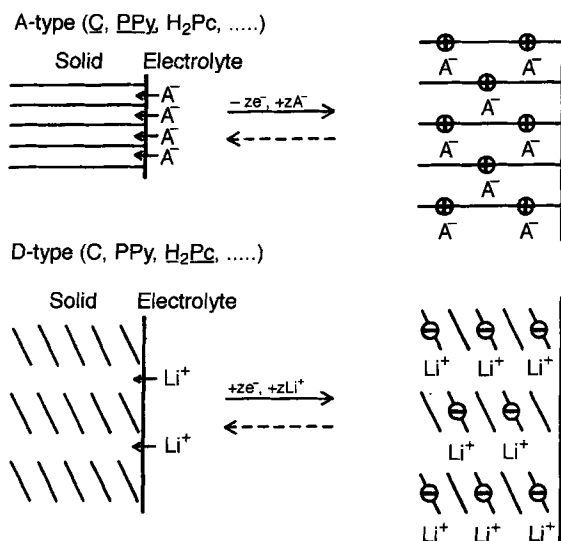 A-type (C, PPy, H₂Pc, .....)
Solid Electrolyte
A⁻
A⁻
A⁻
A⁻
− ze⁻, +zA⁻
⊕ ⊕
A⁻ A⁻
⊕
A⁻
⊕ ⊕
A⁻ A⁻
⊕
A⁻
⊕ ⊕
A⁻ A⁻
D-type (C, PPy, H₂Pc, .....)
Solid Electrolyte
Li⁺
Li⁺
+ze⁻, +zLi⁺
⊖ ⊖ ⊖
Li⁺ Li⁺ Li⁺
⊖ ⊖
Li⁺ Li⁺
⊖ ⊖ ⊖
Li⁺ Li⁺ Li⁺